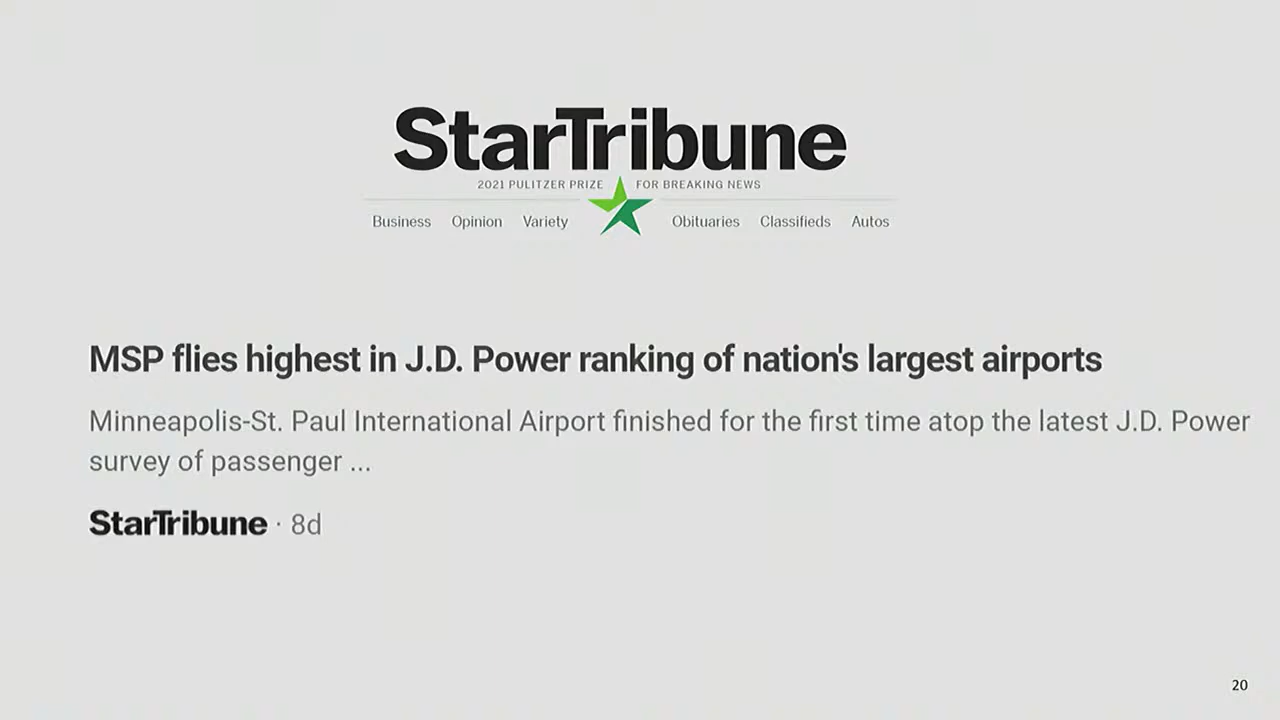 StarTribune
2021 PULITZER PRIZE FOR BREAKING NEWS
Business Opinion Variety Obituaries Classifieds Autos
MSP flies highest in J.D. Power ranking of nation's largest airports
Minneapolis-St. Paul International Airport finished for the first time atop the latest J.D. Power
survey of passenger ...
StarTribune · 8d
20